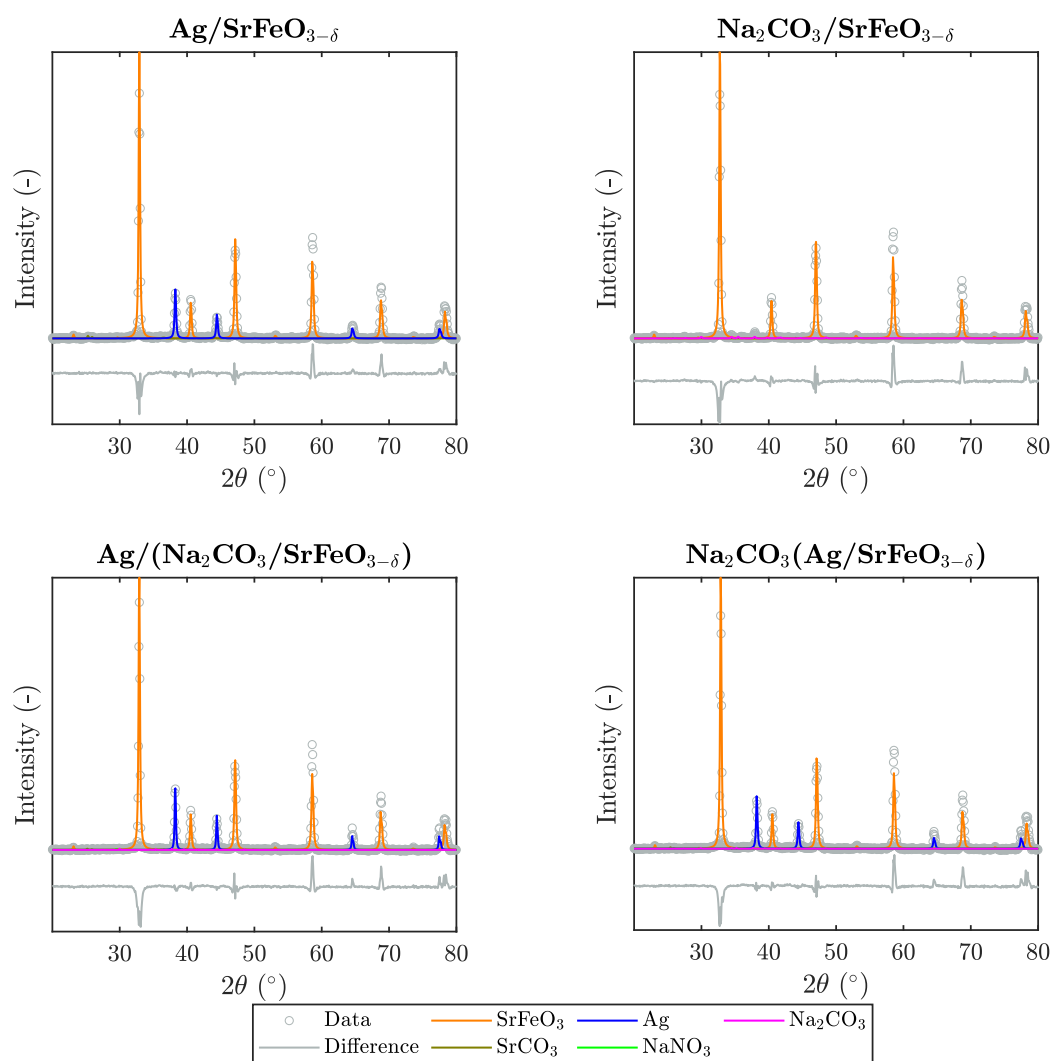 Ag/SrFeO₃₋δ
Intensity (-)
30 40 50 60 70 80
2θ (°)
Na₂CO₃/SrFeO₃₋δ
Intensity (-)
30 40 50 60 70 80
2θ (°)
Ag/(Na₂CO₃/SrFeO₃₋δ)
Intensity (-)
30 40 50 60 70 80
2θ (°)
Na₂CO₃(Ag/SrFeO₃₋δ)
Intensity (-)
30 40 50 60 70 80
2θ (°)
Data SrFeO₃ Ag Na₂CO₃
Difference SrCO₃ NaNO₃